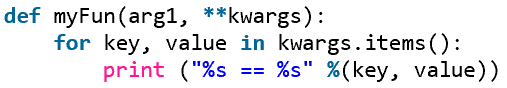 def myFun(arg1, **kwargs):
    for key, value in kwargs.items():
        print ("%s == %s" %(key, value))